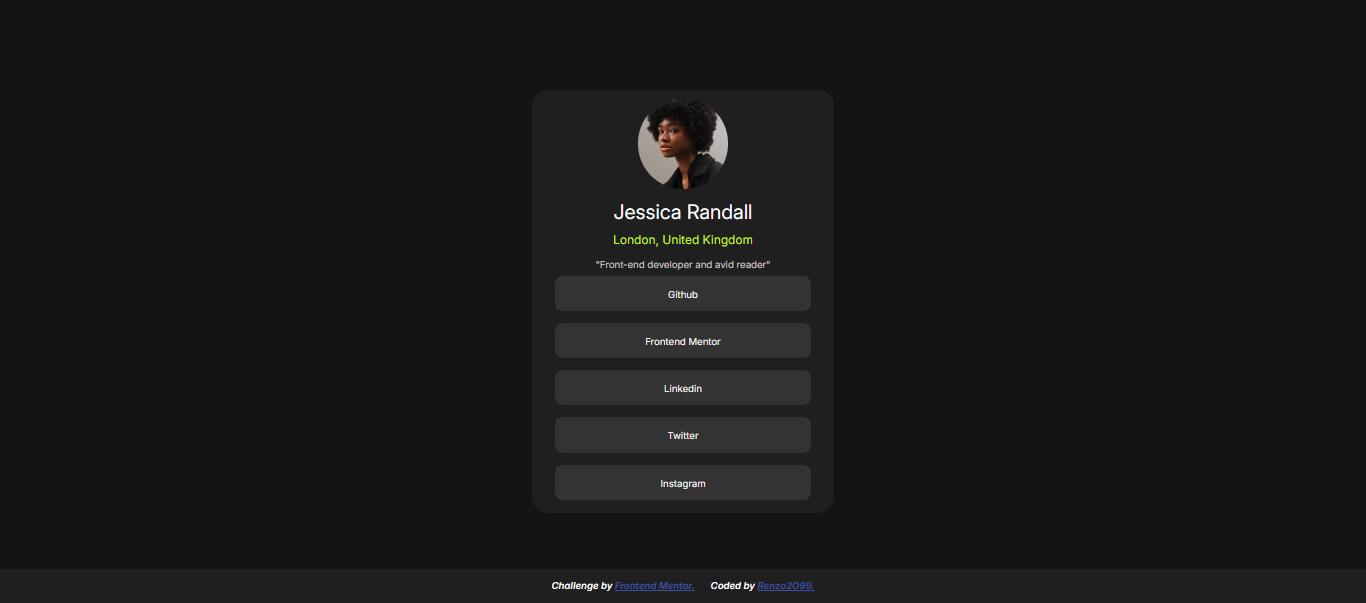 Jessica Randall
London, United Kingdom
"Front-end developer and avid reader"
Github
Frontend Mentor
Linkedin
Twitter
Instagram
Challenge by Frontend Mentor. Coded by Renzo2O99.